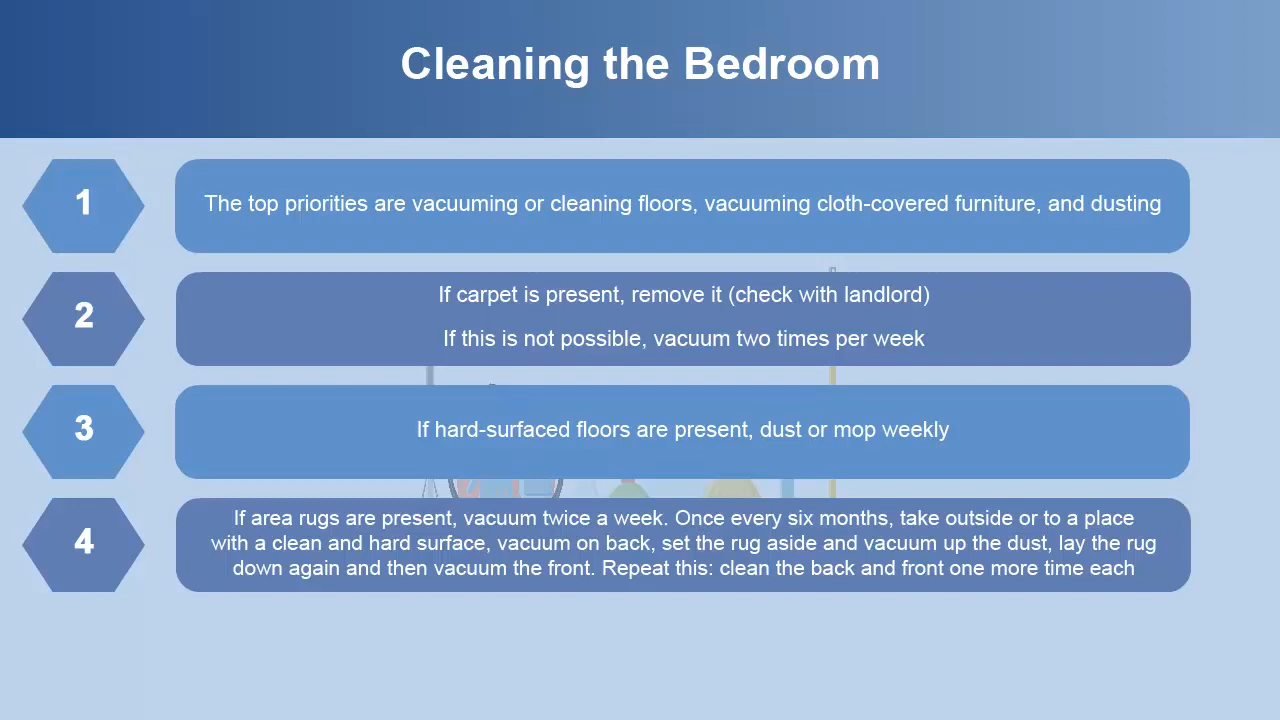 Cleaning the Bedroom
1
The top priorities are vacuuming or cleaning floors, vacuuming cloth-covered furniture, and dusting
2
If carpet is present, remove it (check with landlord)
If this is not possible, vacuum two times per week
3
If hard-surfaced floors are present, dust or mop weekly
4
If area rugs are present, vacuum twice a week. Once every six months, take outside or to a place
with a clean and hard surface, vacuum on back, set the rug aside and vacuum up the dust, lay the rug
down again and then vacuum the front. Repeat this: clean the back and front one more time each